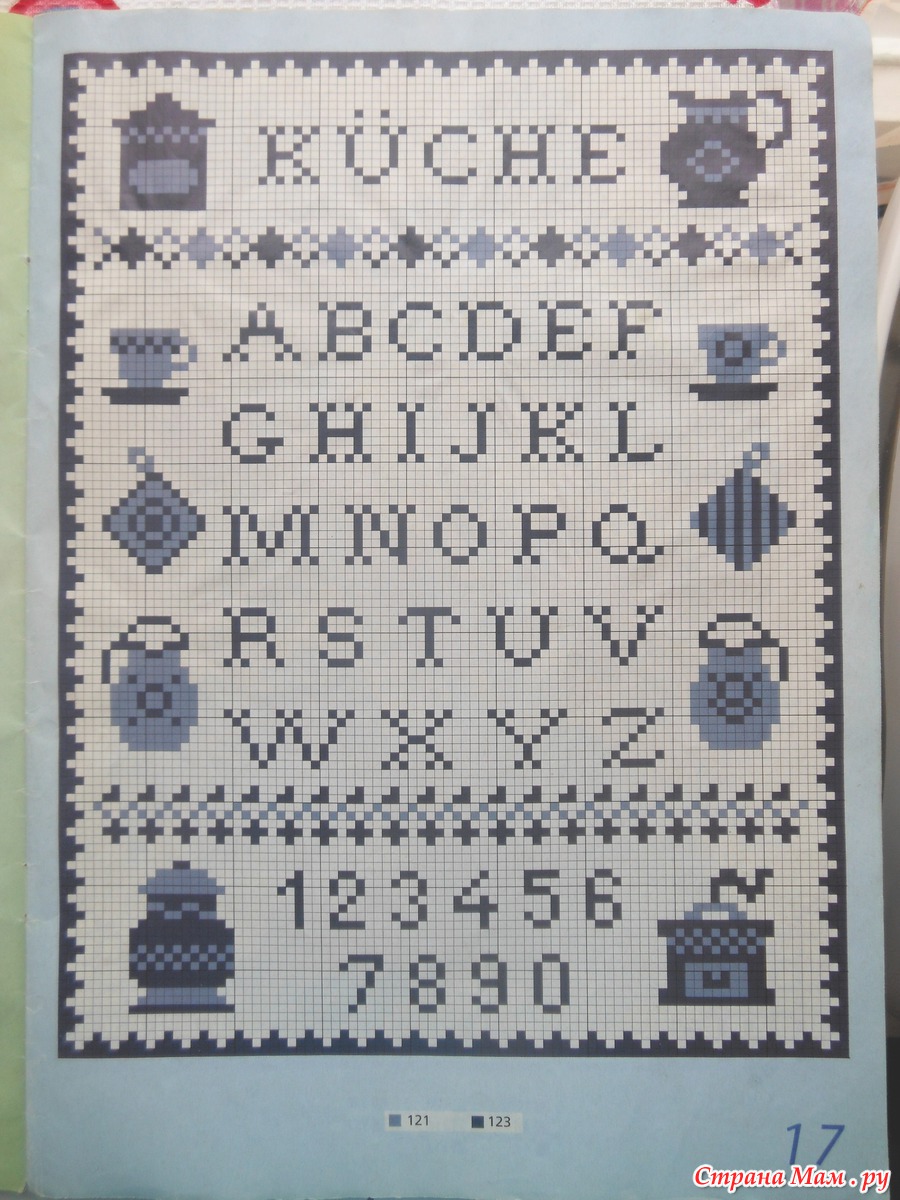 KÜCHE
ABCDEF
GHIJKL
MNOPQ
RSTUV
WXYZ
123456
7890
121 123
17
Страна Мам.ру